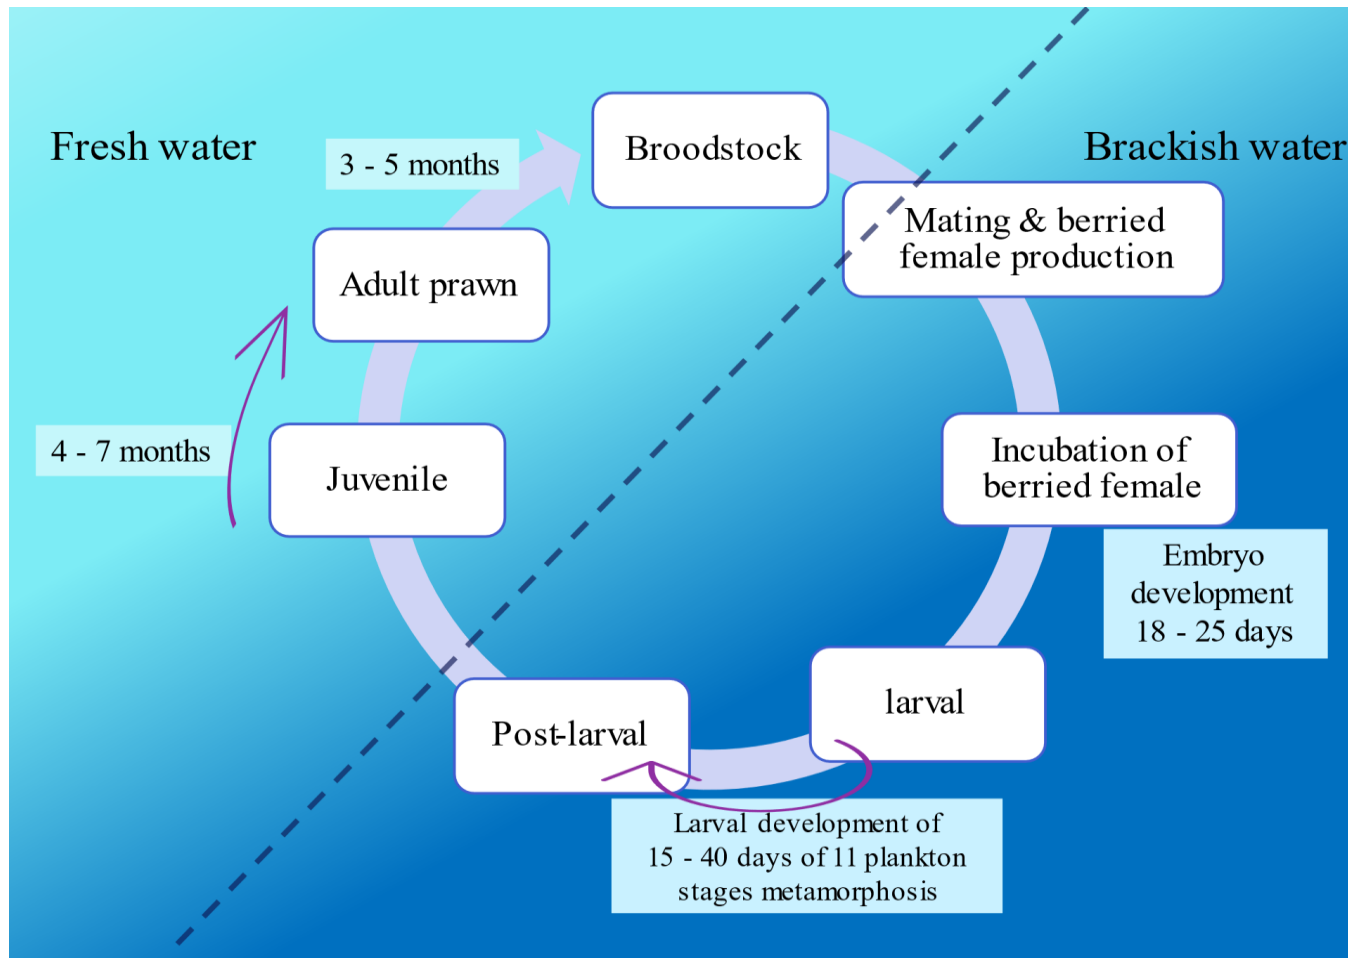 Fresh water
Brackish water
Broodstock
3 - 5 months
Mating & berried
female production
Adult prawn
4 - 7 months
Juvenile
Incubation of
berried female
Embryo
development
18 - 25 days
larval
Post-larval
Larval development of
15 - 40 days of 11 plankton
stages metamorphosis